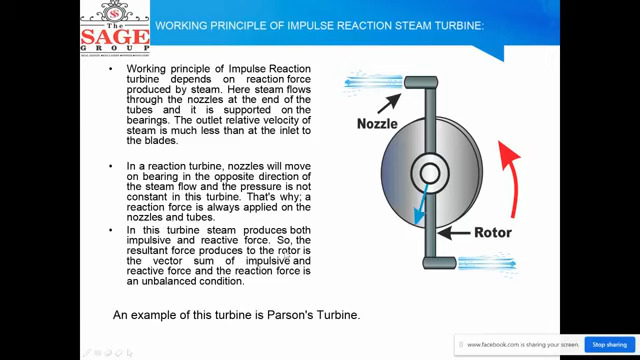 The
SAGE
GROUP
WORKING PRINCIPLE OF IMPULSE REACTION STEAM TURBINE:
• Working principle of Impulse Reaction
turbine depends on reaction force
produced by steam. Here steam flows
through the nozzles at the end of the
tubes and it is supported on the
bearings. The outlet relative velocity of
steam is much less than at the inlet to
the blades.
• In a reaction turbine, nozzles will move
on bearing in the opposite direction of
the steam flow and the pressure is not
constant in this turbine. That's why; a
reaction force is always applied on the
nozzles and tubes.
• In this turbine steam produces both
impulsive and reactive force. So, the
resultant force produces to the rotor is
the vector sum of impulsive and
reactive force and the reaction force is
an unbalanced condition.
Nozzle
Rotor
An example of this turbine is Parson's Turbine.
www.facebook.com is sharing your screen.
Stop sharing